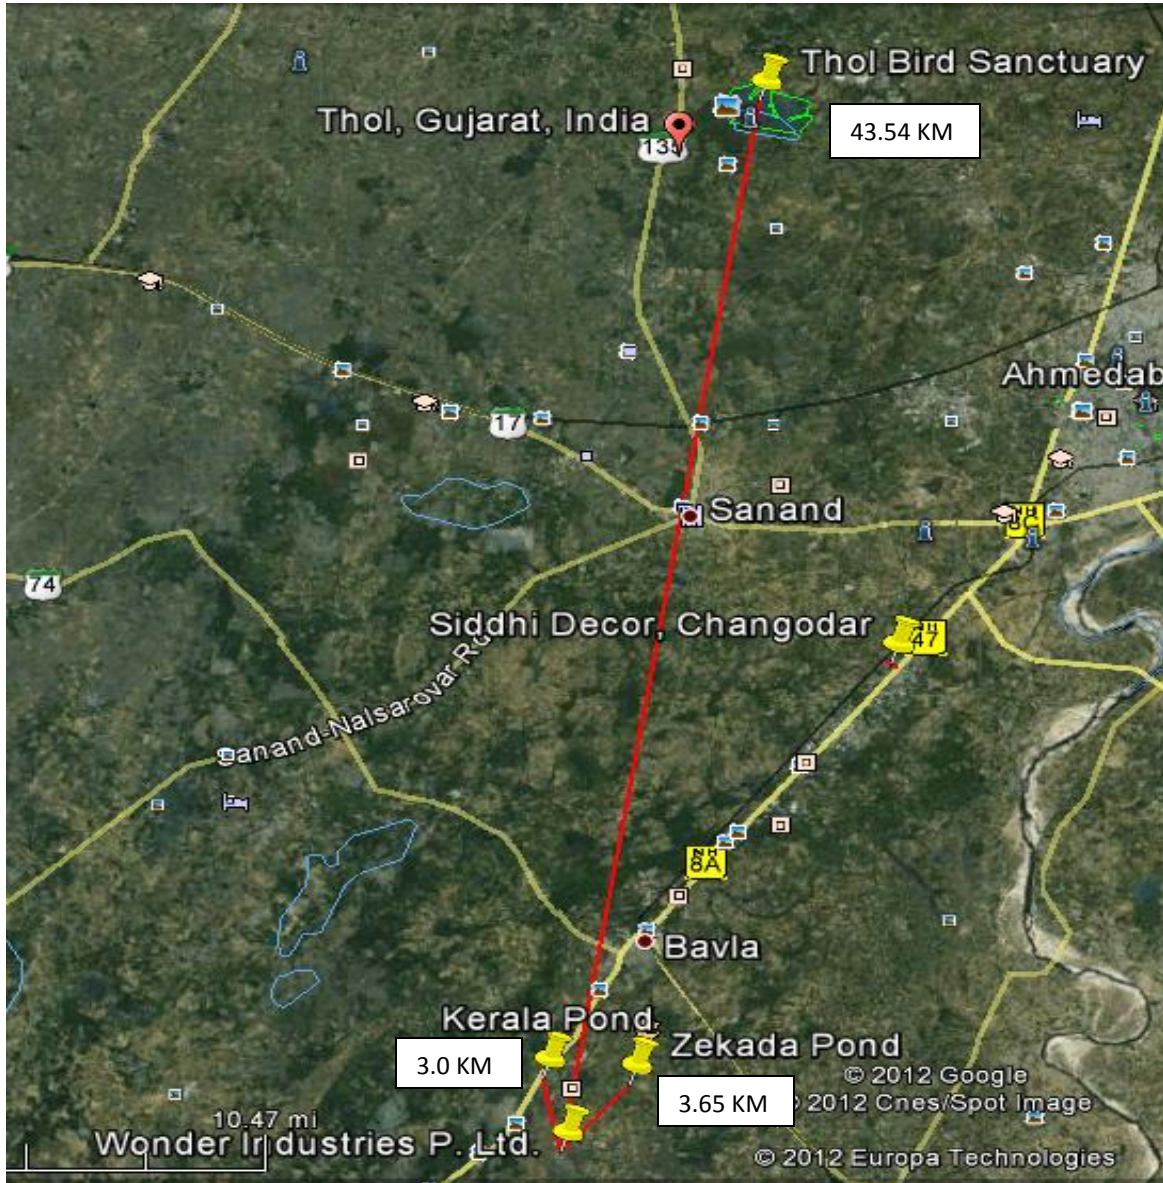 Thol Bird Sanctuary
43.54 KM
Thol, Gujarat, India
135
Ahmedab
17
Sanand
74
Siddhi Decor, Changodar
47
Sanand-Nalsarovar Rd
NH
8A
Bavla
Kerala Pond
Zekada Pond
3.0 KM
3.65 KM
© 2012 Google
© 2012 Cnes/Spot Image
10.47 mi
Wonder Industries P. Ltd.
© 2012 Europa Technologies